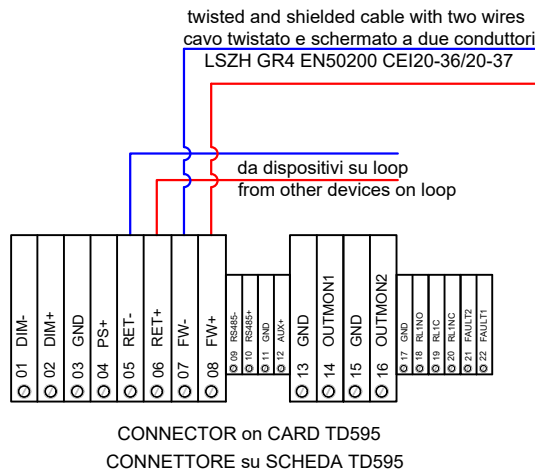 twisted and shielded cable with two wires
cavo twistato e schermato a due conduttori
LSZH GR4 EN50200 CEI20-36/20-37
da dispositivi su loop
from other devices on loop
01 DIM-
02 DIM+
03 GND
04 PS+
05 RET-
06 RET+
07 FW-
08 FW+
09 RS485-
10 RS485+
11 GND
12 AUX+
13 GND
14 OUTMON1
15 GND
16 OUTMON2
17 GND
18 RL1NO
19 RL1C
20 RL1NC
21 FAULT2
22 FAULT1
CONNECTOR on CARD TD595
CONNETTORE su SCHEDA TD595